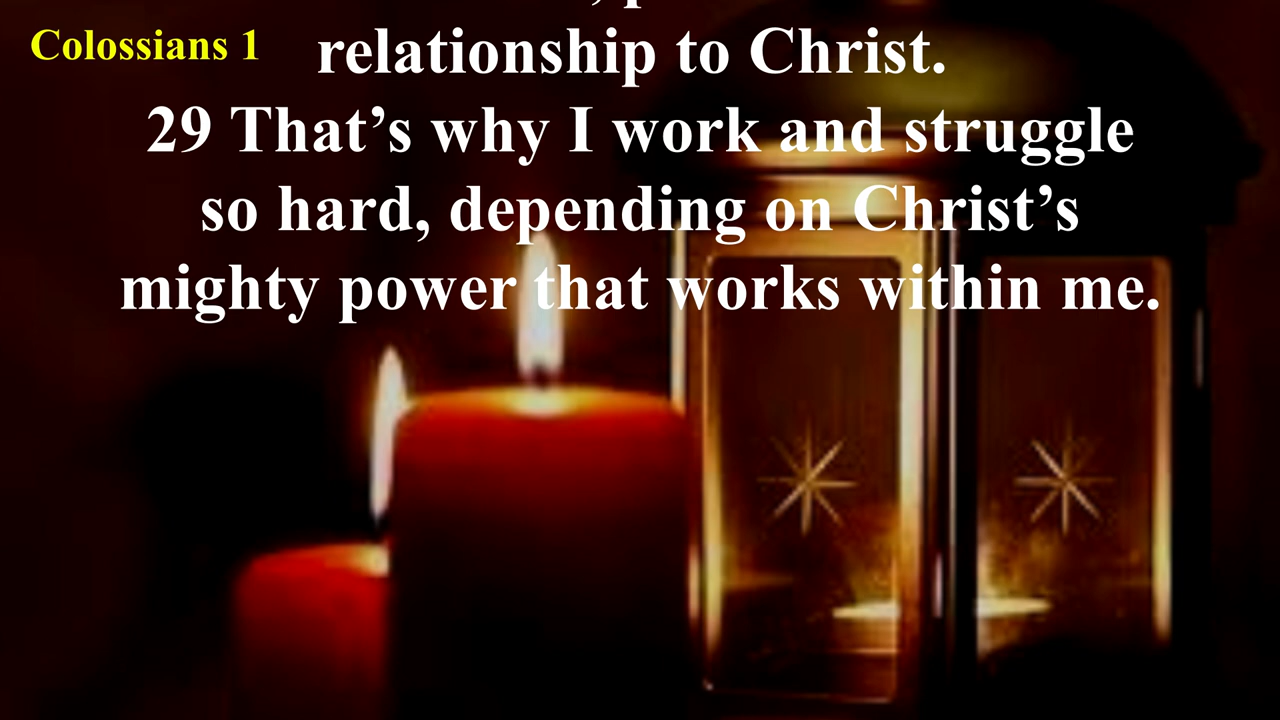 Colossians 1
relationship to Christ.
29 That’s why I work and struggle
so hard, depending on Christ’s
mighty power that works within me.